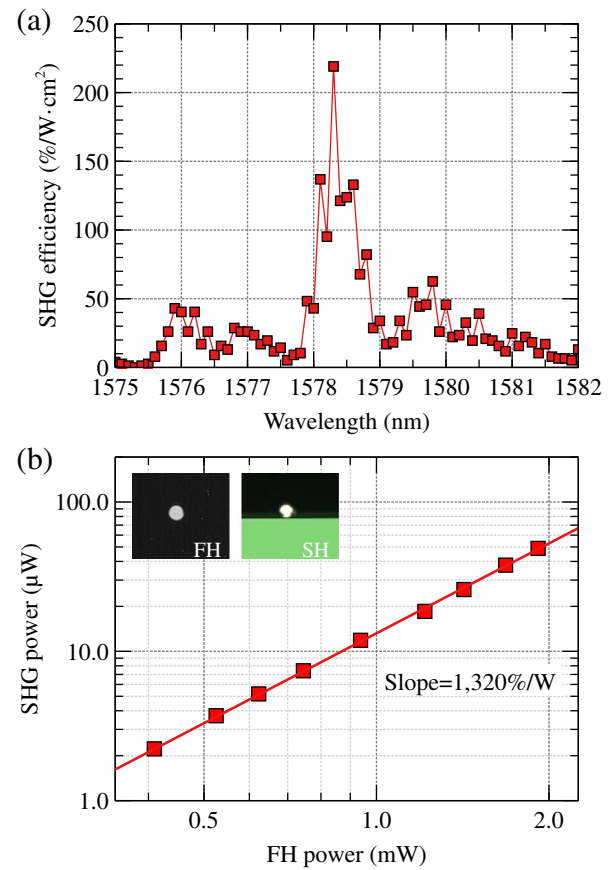 (a)
250
200
150
100
50
0
SHG efficiency (%/W·cm²)
1575 1576 1577 1578 1579 1580 1581 1582
Wavelength (nm)
(b)
100.0
10.0
1.0
SHG power (μW)
FH
SH
Slope=1,320%/W
0.5 1.0 2.0
FH power (mW)